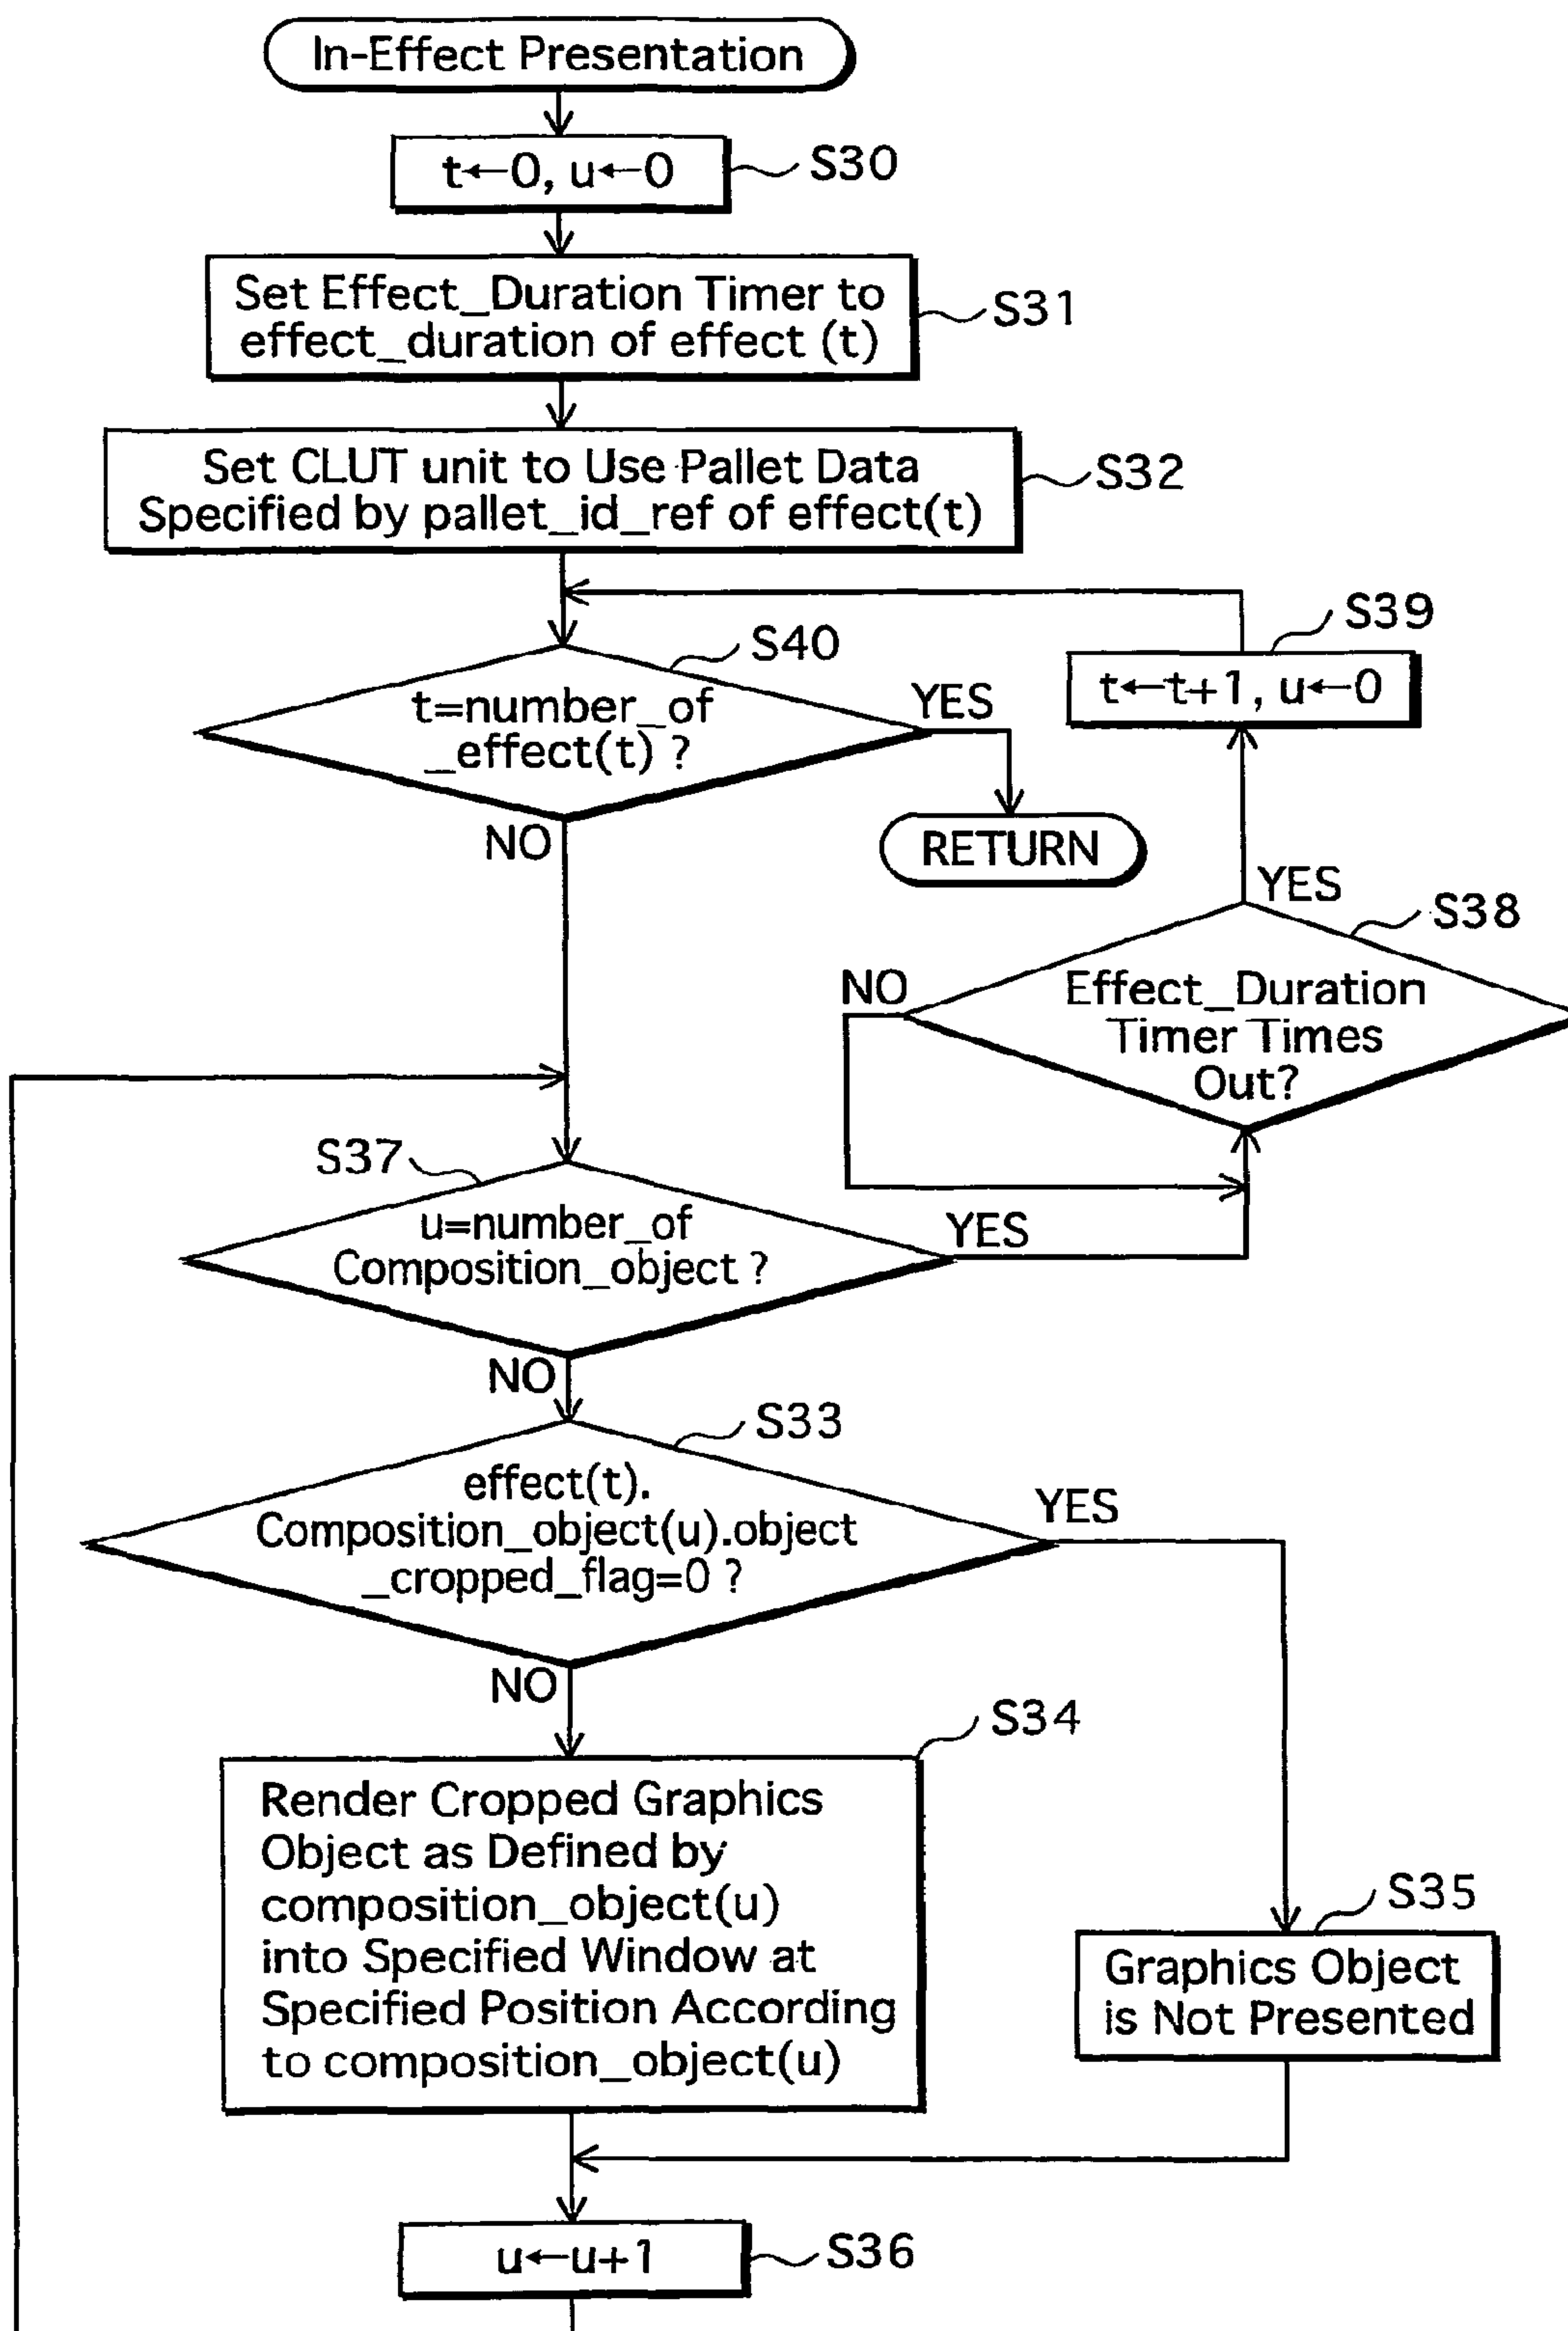 In-Effect Presentation
t←0, u←0
S30
Set Effect_Duration Timer to
effect_duration of effect (t)
S31
Set CLUT unit to Use Pallet Data
Specified by pallet_id_ref of effect(t)
S32
S39
t←t+1, u←0
S40
t=number_of
_effect(t) ?
YES
NO
RETURN
YES
S38
NO
Effect_Duration
Timer Times
Out?
S37
u=number_of
Composition_object ?
YES
NO
S33
effect(t).
Composition_object(u).object
_cropped_flag=0 ?
YES
NO
S34
Render Cropped Graphics
Object as Defined by
composition_object(u)
into Specified Window at
Specified Position According
to composition_object(u)
S35
Graphics Object
is Not Presented
u←u+1
S36